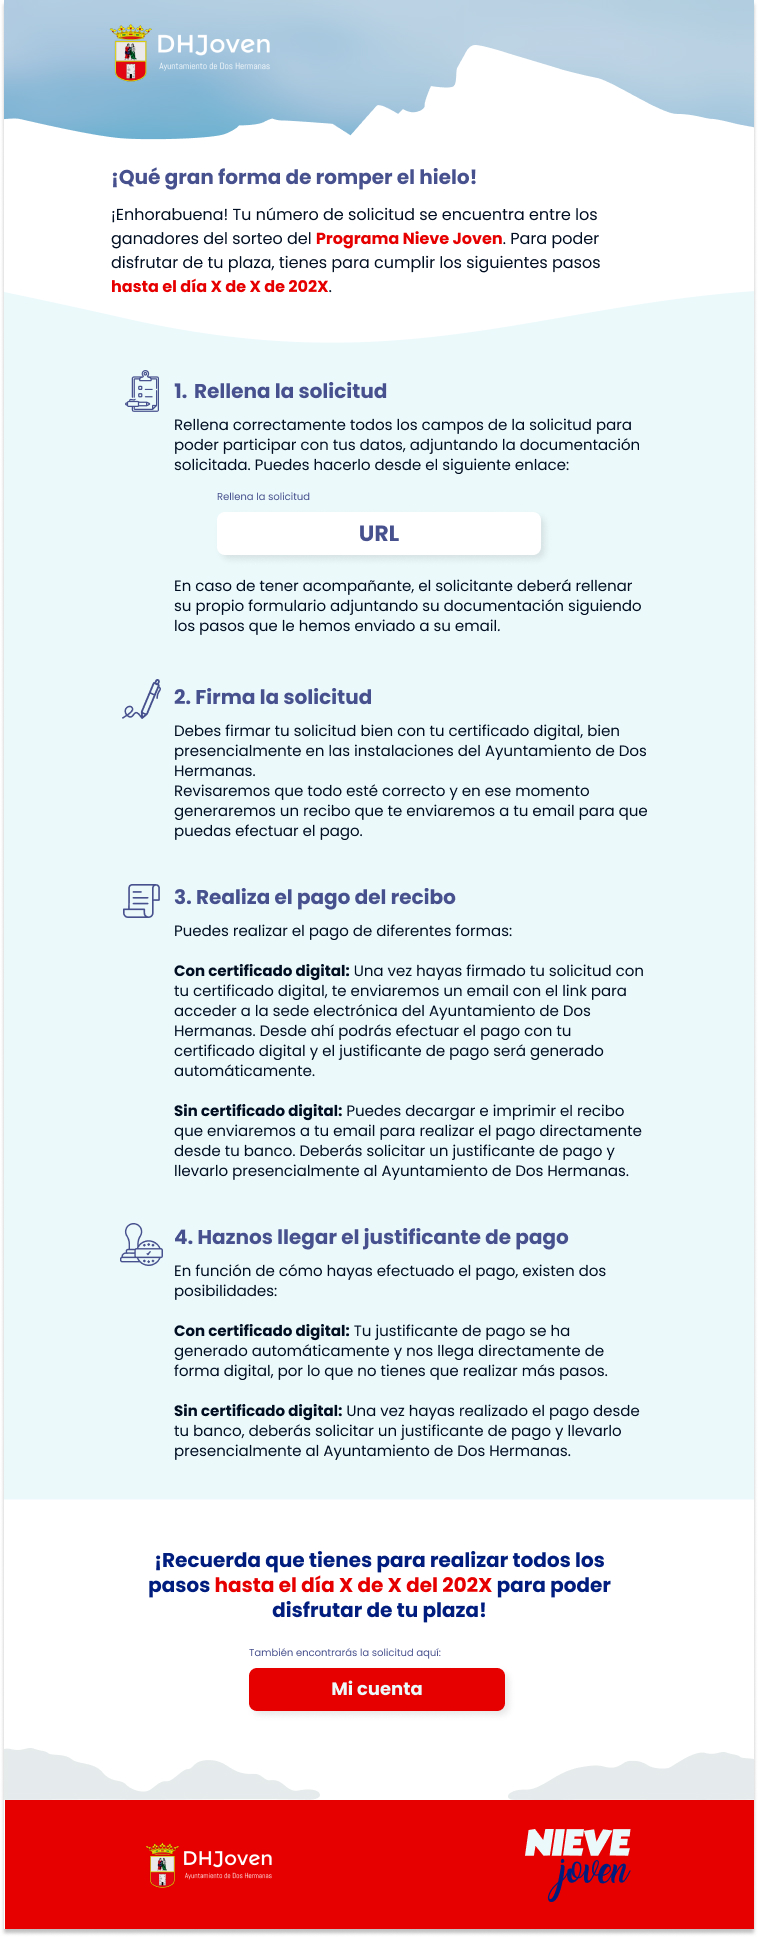 DHJoven
Ayuntamiento de Dos Hermanas
¡Qué gran forma de romper el hielo!
¡Enhorabuena! Tu número de solicitud se encuentra entre los
ganadores del sorteo del Programa Nieve Joven. Para poder
disfrutar de tu plaza, tienes para cumplir los siguientes pasos
hasta el día X de X de 202X.
1. Rellena la solicitud
Rellena correctamente todos los campos de la solicitud para
poder participar con tus datos, adjuntando la documentación
solicitada. Puedes hacerlo desde el siguiente enlace:
Rellena la solicitud
URL
En caso de tener acompañante, el solicitante deberá rellenar
su propio formulario adjuntando su documentación siguiendo
los pasos que le hemos enviado a su email.
2. Firma la solicitud
Debes firmar tu solicitud bien con tu certificado digital, bien
presencialmente en las instalaciones del Ayuntamiento de Dos
Hermanas.
Revisaremos que todo esté correcto y en ese momento
generaremos un recibo que te enviaremos a tu email para que
puedas efectuar el pago.
3. Realiza el pago del recibo
Puedes realizar el pago de diferentes formas:
Con certificado digital: Una vez hayas firmado tu solicitud con
tu certificado digital, te enviaremos un email con el link para
acceder a la sede electrónica del Ayuntamiento de Dos
Hermanas. Desde ahí podrás efectuar el pago con tu
certificado digital y el justificante de pago será generado
automáticamente.
Sin certificado digital: Puedes decargar e imprimir el recibo
que enviaremos a tu email para realizar el pago directamente
desde tu banco. Deberás solicitar un justificante de pago y
llevarlo presencialmente al Ayuntamiento de Dos Hermanas.
4. Haznos llegar el justificante de pago
En función de cómo hayas efectuado el pago, existen dos
posibilidades:
Con certificado digital: Tu justificante de pago se ha
generado automáticamente y nos llega directamente de
forma digital, por lo que no tienes que realizar más pasos.
Sin certificado digital: Una vez hayas realizado el pago desde
tu banco, deberás solicitar un justificante de pago y llevarlo
presencialmente al Ayuntamiento de Dos Hermanas.
¡Recuerda que tienes para realizar todos los
pasos hasta el día X de X del 202X para poder
disfrutar de tu plaza!
También encontrarás la solicitud aquí:
Mi cuenta
DHJoven
Ayuntamiento de Dos Hermanas
NIEVE
joven